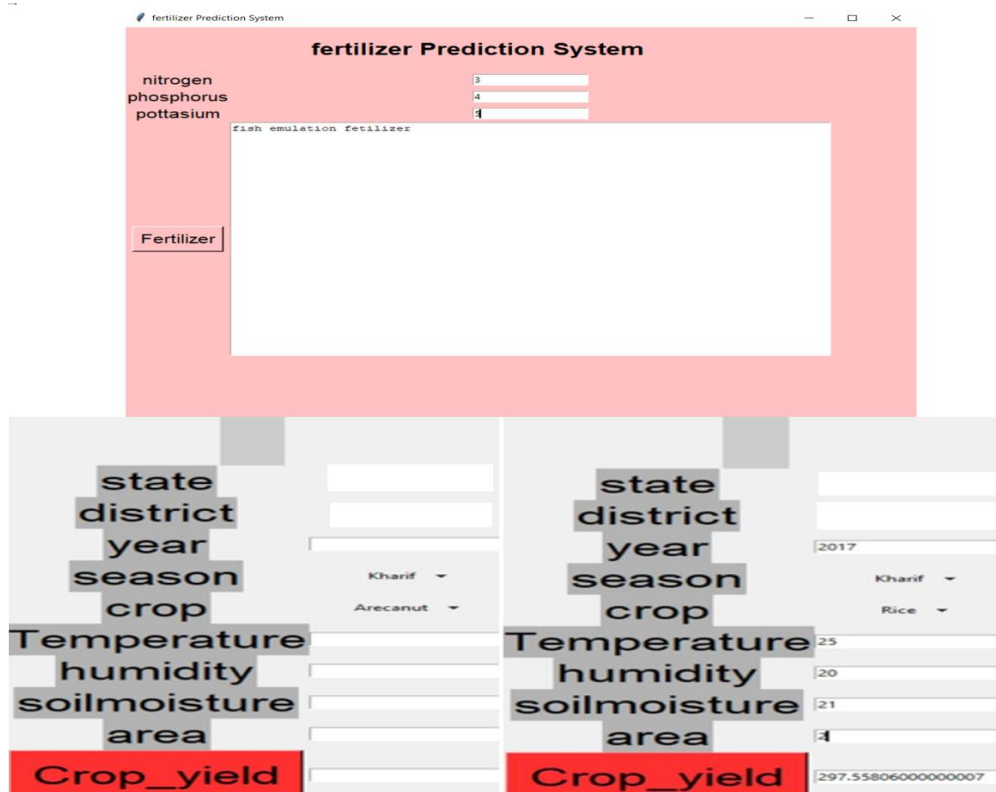 fertilizer Prediction System
fertilizer Prediction System
nitrogen 3
phosphorus 4
pottasium 5
fish emulation fetilizer
Fertilizer
state
district
year
season Kharif
crop Arecanut
Temperature
humidity
soilmoisture
area
Crop_yield
state
district
year 2017
season Kharif
crop Rice
Temperature 25
humidity 20
soilmoisture 21
area 2
Crop_yield 297.55806000000007